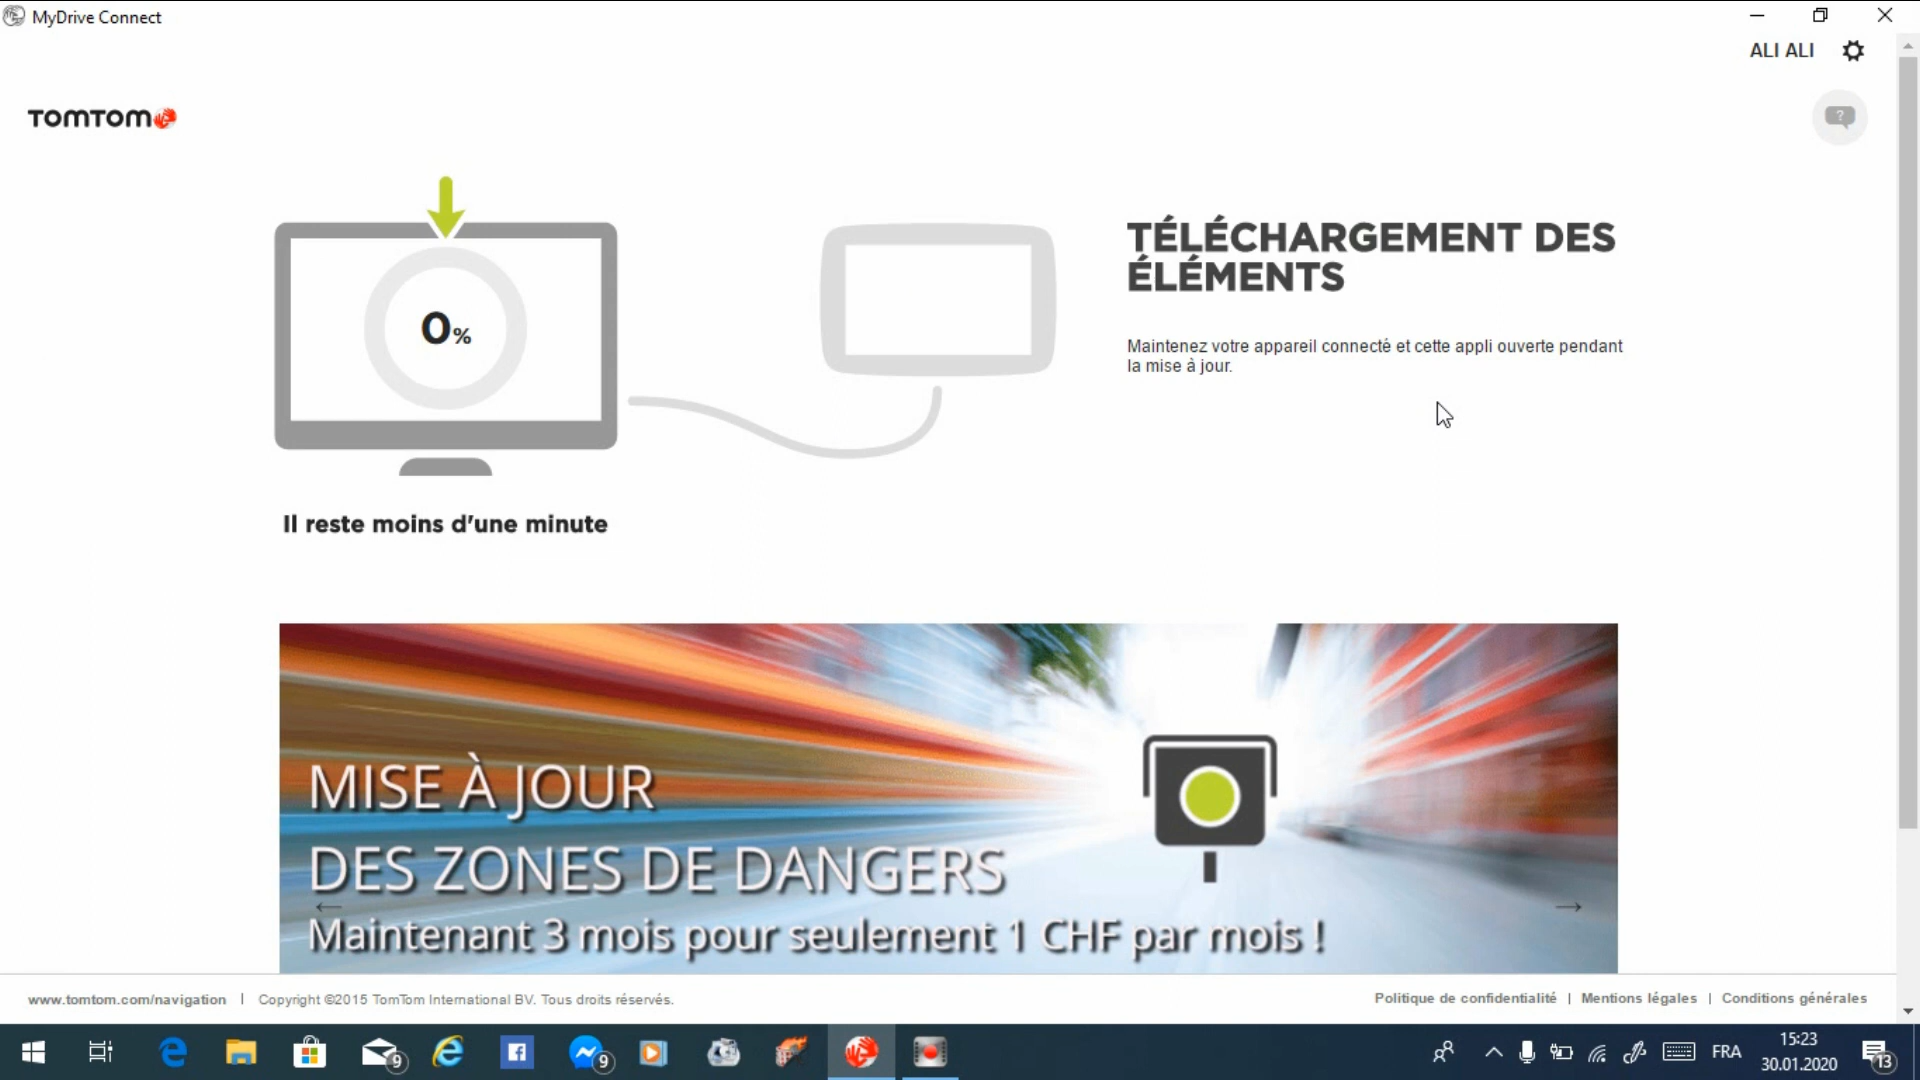 MyDrive Connect
ALI ALI
TOMTOM
?
0%
TÉLÉCHARGEMENT DES
ÉLÉMENTS
Maintenez votre appareil connecté et cette appli ouverte pendant
la mise à jour.
Il reste moins d'une minute
MISE À JOUR
DES ZONES DE DANGERS
Maintenant 3 mois pour seulement 1 CHF par mois !
www.tomtom.com/navigation | Copyright ©2015 TomTom International BV. Tous droits réservés.
Politique de confidentialité | Mentions légales | Conditions générales
9
9
FRA
15:23
30.01.2020
13